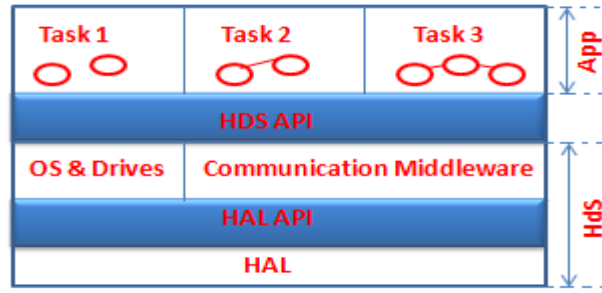 Task 1 Task 2 Task 3
App
HDS API
OS & Drives Communication Middleware
HAL API
HdS
HAL